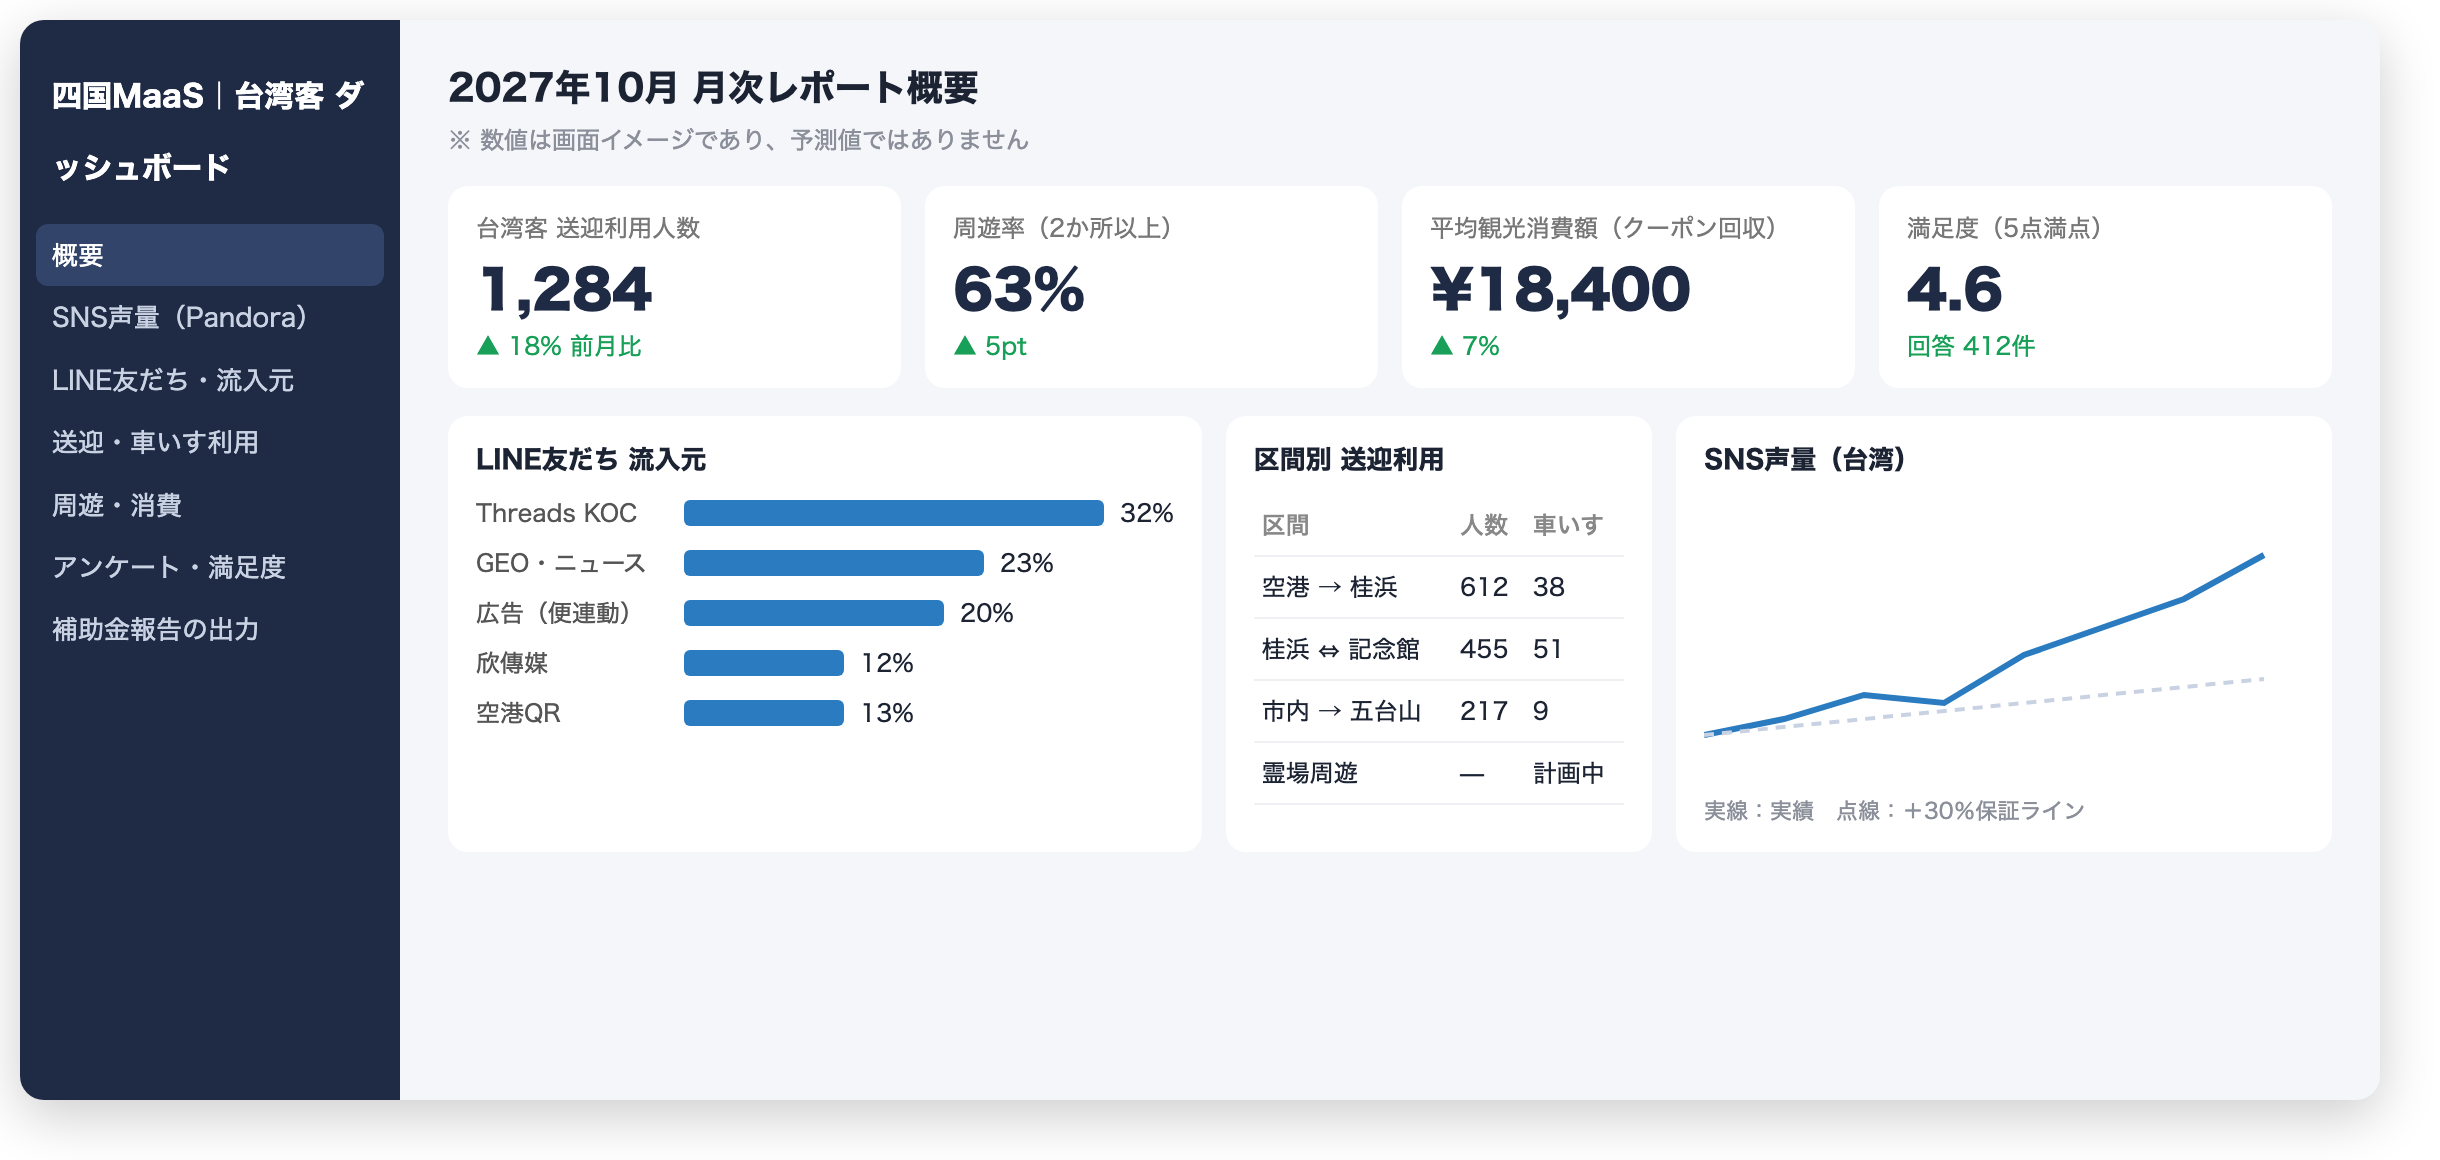 四国MaaS｜台湾客 ダ
ッシュボード
概要
SNS声量（Pandora）
LINE友だち・流入元
送迎・車いす利用
周遊・消費
アンケート・満足度
補助金報告の出力
2027年10月 月次レポート概要
※ 数値は画面イメージであり、予測値ではありません
台湾客 送迎利用人数
1,284
▲ 18% 前月比
周遊率（2か所以上）
63%
▲ 5pt
平均観光消費額（クーポン回収）
¥18,400
▲ 7%
満足度（5点満点）
4.6
回答 412件
LINE友だち 流入元
Threads KOC 32%
GEO・ニュース 23%
広告（便連動） 20%
欣傳媒 12%
空港QR 13%
区間別 送迎利用
区間 人数 車いす
空港 → 桂浜 612 38
桂浜 ⇔ 記念館 455 51
市内 → 五台山 217 9
霊場周遊 — 計画中
SNS声量（台湾）
実線：実績　点線：＋30%保証ライン